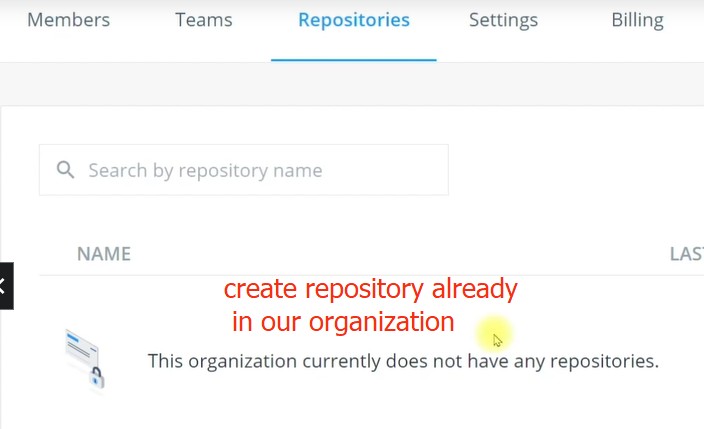 Members Teams Repositories Settings Billing
Search by repository name
NAME LAS
create repository already
in our organization
This organization currently does not have any repositories.